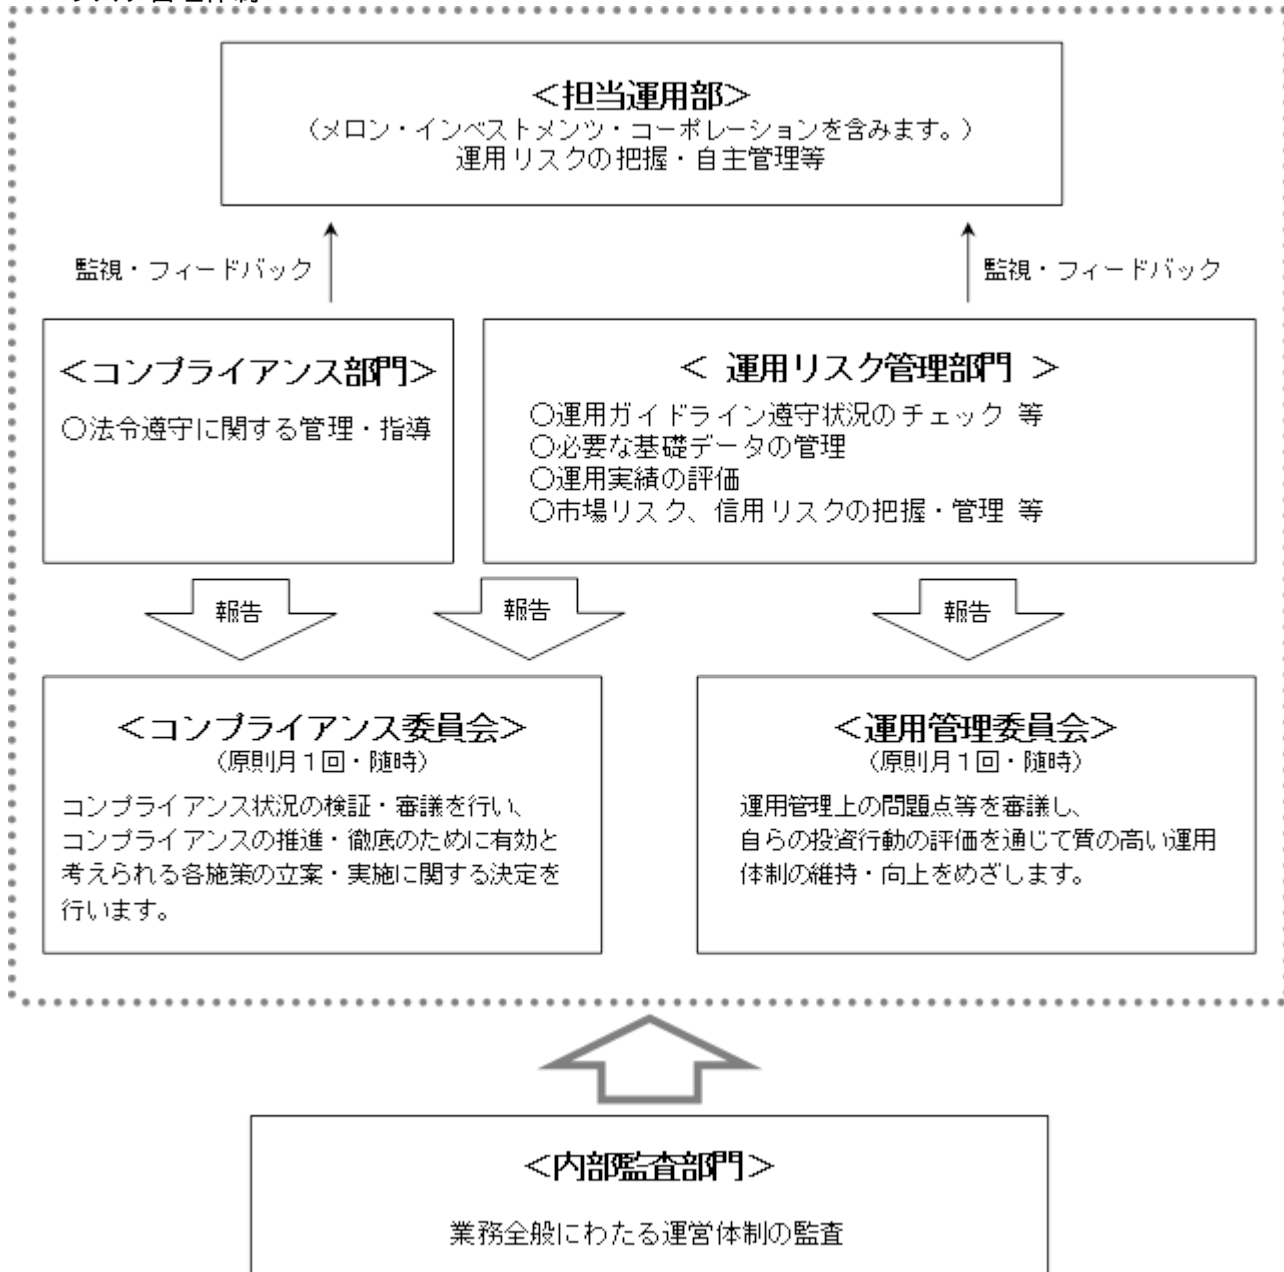 ＜担当運用部＞
（メロン・インベストメンツ・コーポレーションを含みます。）
運用リスクの把握・自主管理等
監視・フィードバック
監視・フィードバック
＜コンプライアンス部門＞
○法令遵守に関する管理・指導
＜ 運用リスク管理部門 ＞
○運用ガイドライン遵守状況のチェック 等
○必要な基礎データの管理
○運用実績の評価
○市場リスク、信用リスクの把握・管理 等
報告
報告
報告
＜コンプライアンス委員会＞
（原則月１回・随時）
コンプライアンス状況の検証・審議を行い、
コンプライアンスの推進・徹底のために有効と
考えられる各施策の立案・実施に関する決定を
行います。
＜運用管理委員会＞
（原則月１回・随時）
運用管理上の問題点等を審議し、
自らの投資行動の評価を通じて質の高い運用
体制の維持・向上をめざします。
＜内部監査部門＞
業務全般にわたる運営体制の監査